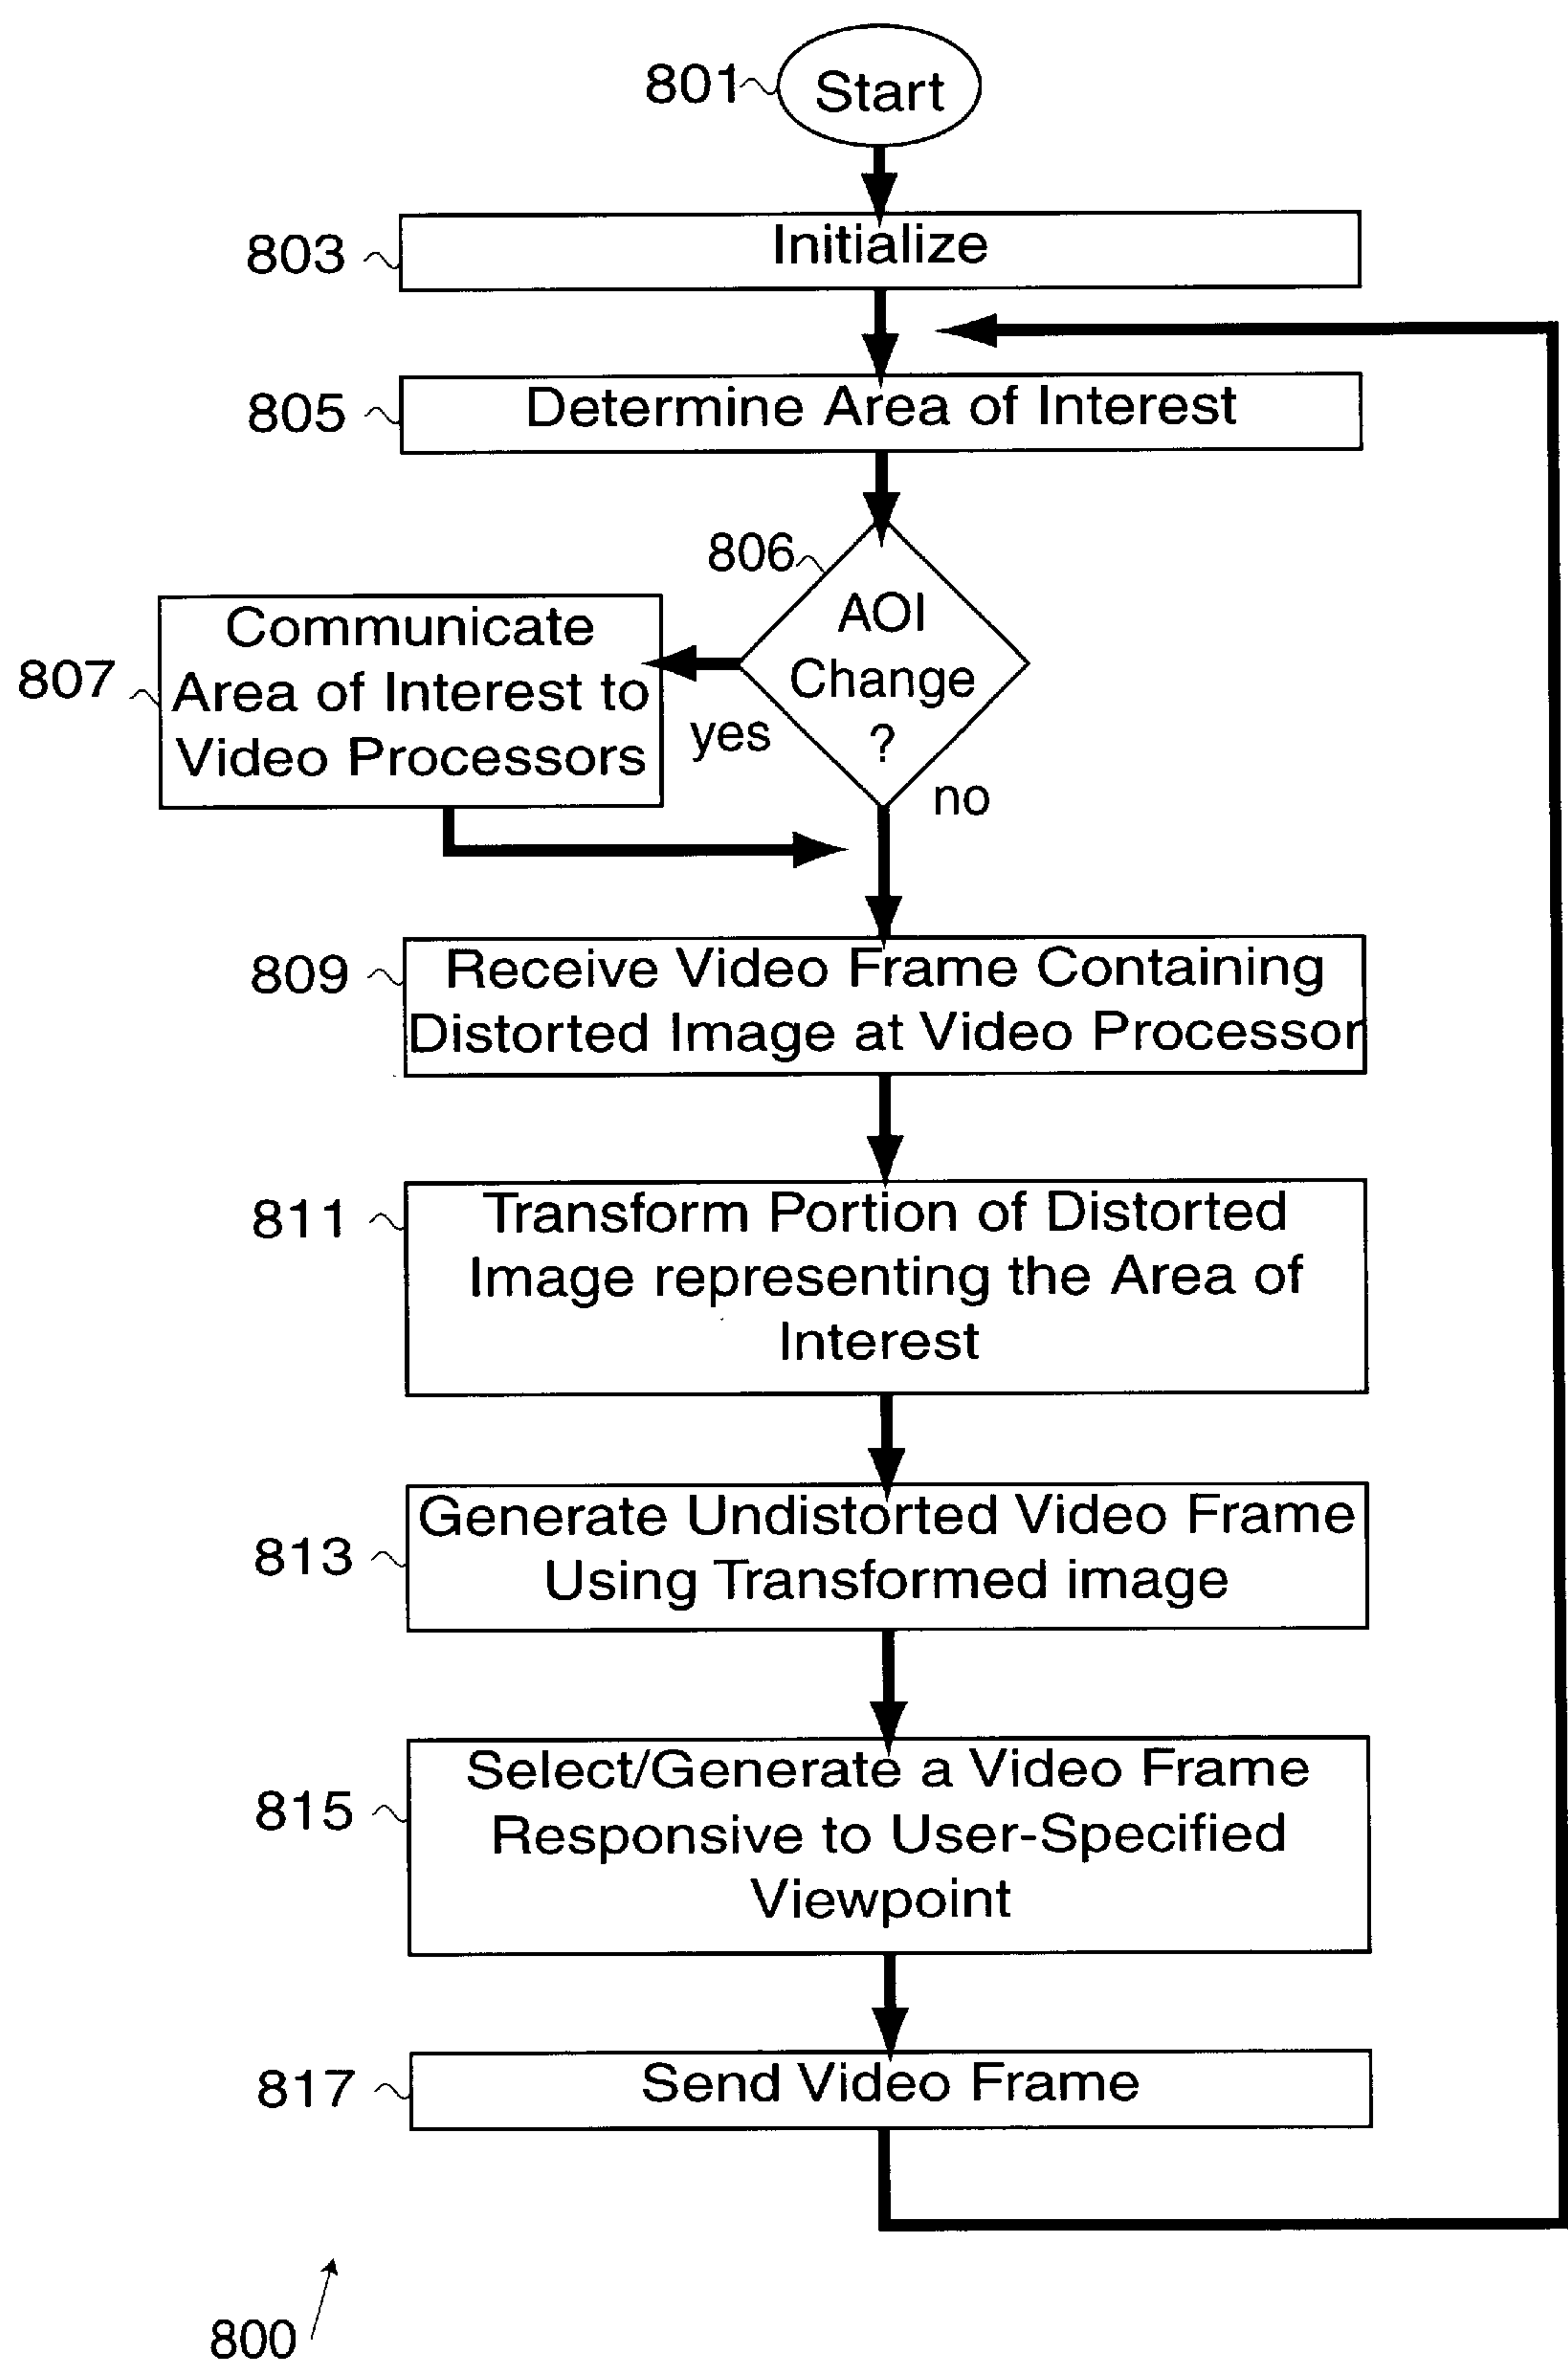 801
Start
803
Initialize
805
Determine Area of Interest
806
AOI
Change
?
807
Communicate
Area of Interest to
Video Processors
yes
no
809
Receive Video Frame Containing
Distorted Image at Video Processor
811
Transform Portion of Distorted
Image representing the Area of
Interest
813
Generate Undistorted Video Frame
Using Transformed image
815
Select/Generate a Video Frame
Responsive to User-Specified
Viewpoint
817
Send Video Frame
800